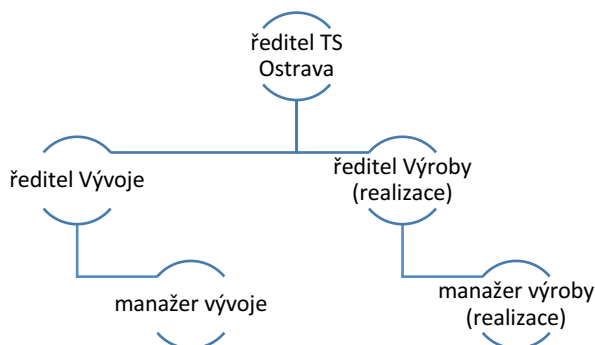 ředitel TS
Ostrava
ředitel Vývoje
ředitel Výroby
(realizace)
manažer vývoje
manažer výroby
(realizace)